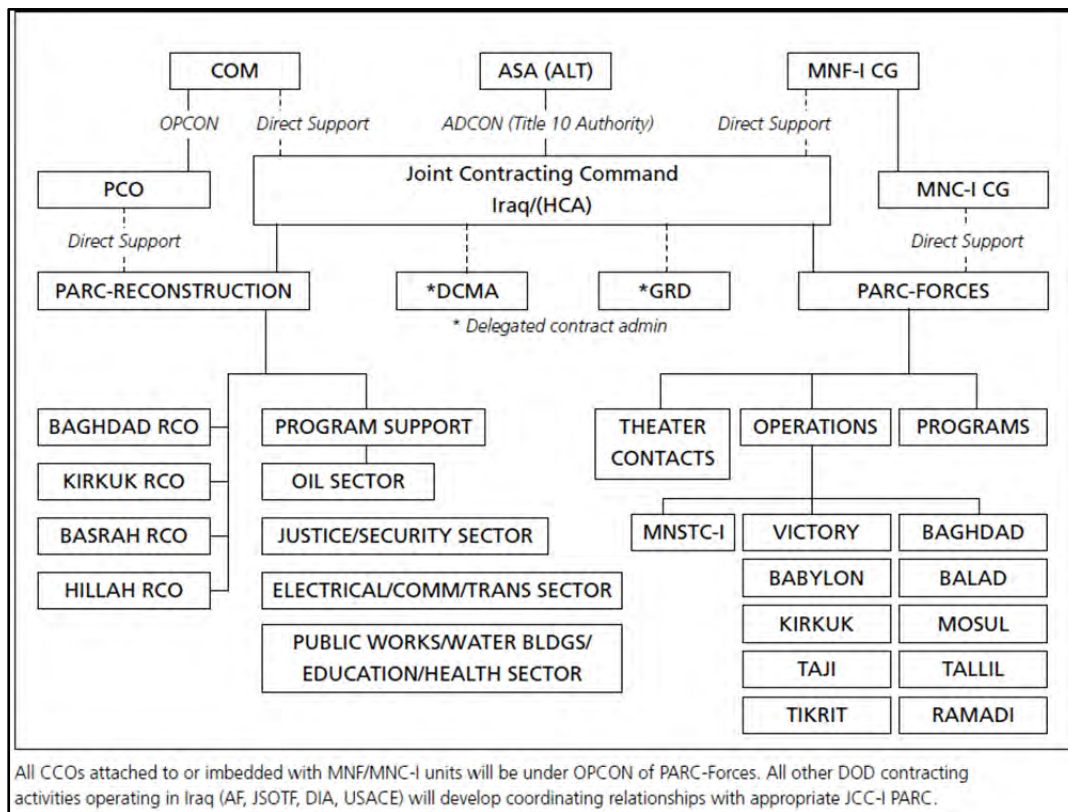 COM
ASA (ALT)
MNF-I CG
OPCON
Direct Support
ADCON (Title 10 Authority)
Direct Support
PCO
Joint Contracting Command
Iraq/(HCA)
MNC-I CG
Direct Support
Direct Support
PARC-RECONSTRUCTION
*DCMA
*GRD
PARC-FORCES
* Delegated contract admin
BAGHDAD RCO
KIRKUK RCO
BASRAH RCO
HILLAH RCO
PROGRAM SUPPORT
OIL SECTOR
JUSTICE/SECURITY SECTOR
ELECTRICAL/COMM/TRANS SECTOR
PUBLIC WORKS/WATER BLDGS/
EDUCATION/HEALTH SECTOR
THEATER
CONTACTS
OPERATIONS
PROGRAMS
MNSTC-I
VICTORY
BABYLON
KIRKUK
TAJI
TIKRIT
BAGHDAD
BALAD
MOSUL
TALLIL
RAMADI
All CCOs attached to or imbedded with MNF/MNC-I units will be under OPCON of PARC-Forces. All other DOD contracting
activities operating in Iraq (AF, JSOTF, DIA, USACE) will develop coordinating relationships with appropriate JCC-I PARC.